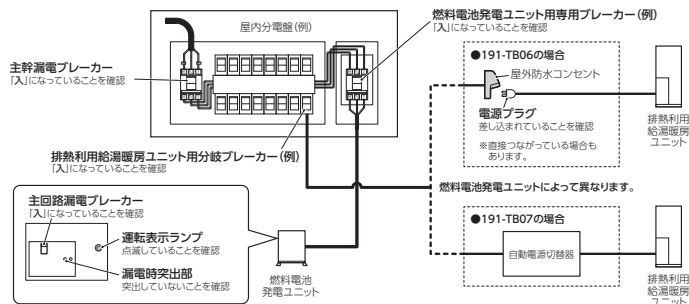 屋内分電盤(例)
燃料電池発電ユニット用専用ブレーカー(例)
「入」になっていることを確認
主幹漏電ブレーカー
「入」になっていることを確認
●191-TB06の場合
屋外防水コンセント
電源プラグ
差し込まれていることを確認
※直接つながっている場合も
あります。
排熱利用
給湯暖房
ユニット
排熱利用給湯暖房ユニット用分岐ブレーカー(例)
「入」になっていることを確認
燃料電池発電ユニットによって異なります。
主回路漏電ブレーカー
「入」になっていることを確認
運転表示ランプ
点滅していることを確認
漏電時突出部
突出していないことを確認
燃料電池
発電ユニット
●191-TB07の場合
自動電源切替器
排熱利用
給湯暖房
ユニット